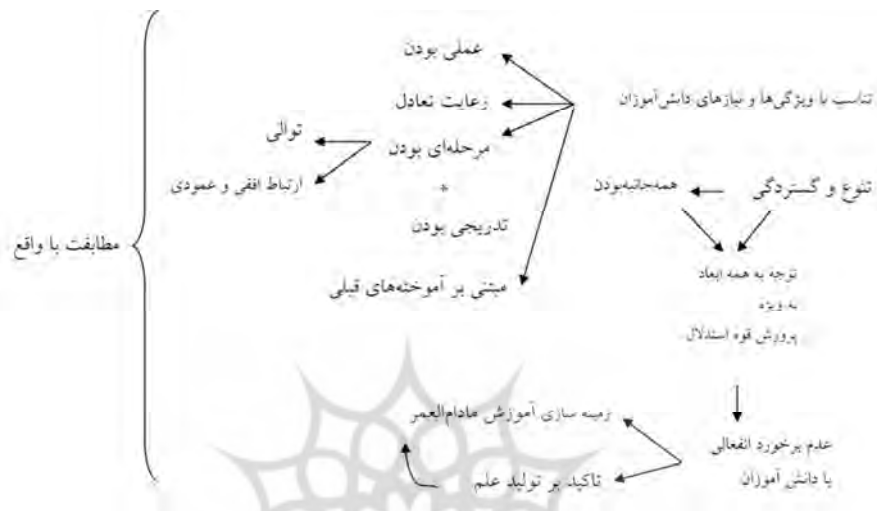 عملی بودن
تناسب با ویژگی‌ها و نیازهای دانش‌آموزان
رعایت تعادل
توالی
مرحله‌ای بودن
ارتباط افقی و عمودی
تنوع و گستردگی
همه‌جانبه‌بودن
+
تدریجی بودن
مطابقت با واقع
مبتنی بر آموخته‌های قبلی
توجه به همه ابعاد
به ویژه
پرورش قوه استدلال
زمینه سازی آموزش مادام‌العمر
عدم برخورد انفعالی
با دانش آموزان
تاکید بر تولید علم